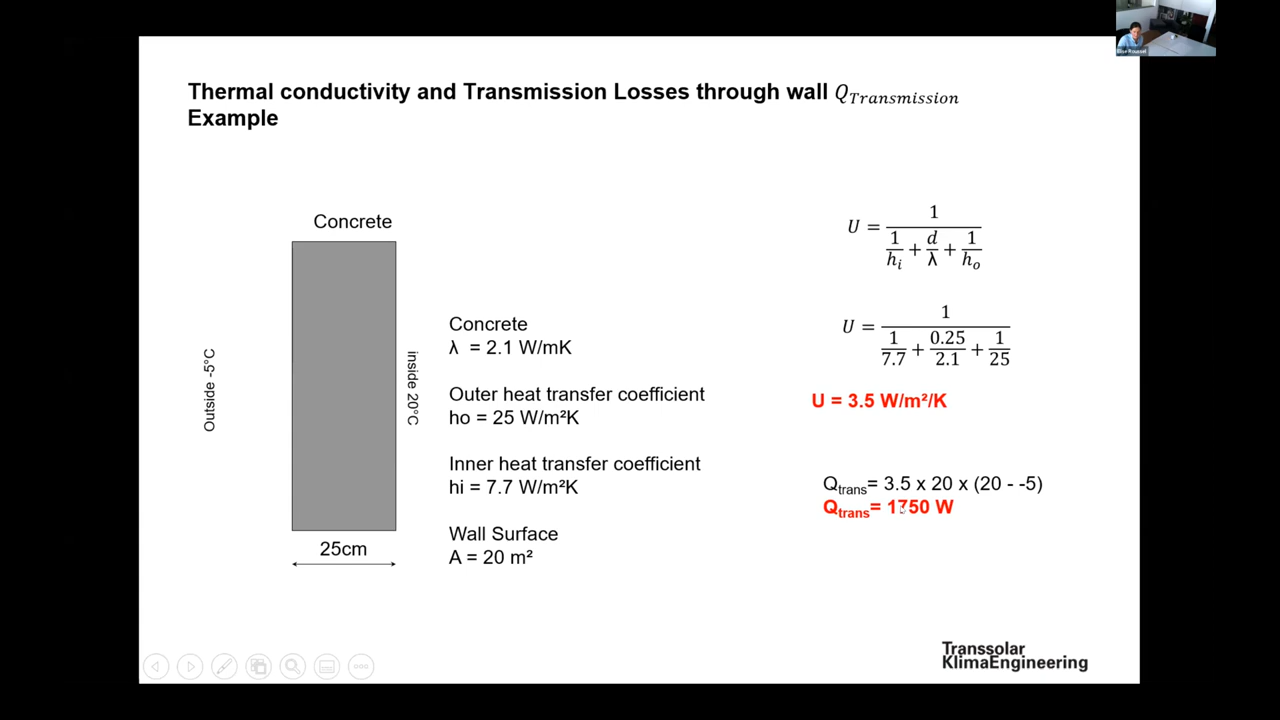 Thermal conductivity and Transmission Losses through wall Q_Transmission
Example
Concrete
Outside -5°C
inside 20°C
25cm
Concrete
λ = 2.1 W/mK
Outer heat transfer coefficient
ho = 25 W/m²K
Inner heat transfer coefficient
hi = 7.7 W/m²K
Wall Surface
A = 20 m²
U = 1 / (1/h_i + d/λ + 1/h_o)
U = 1 / (1/7.7 + 0.25/2.1 + 1/25)
U = 3.5 W/m²/K
Q_trans= 3.5 x 20 x (20 - -5)
Q_trans= 1750 W
Transsolar
KlimaEngineering